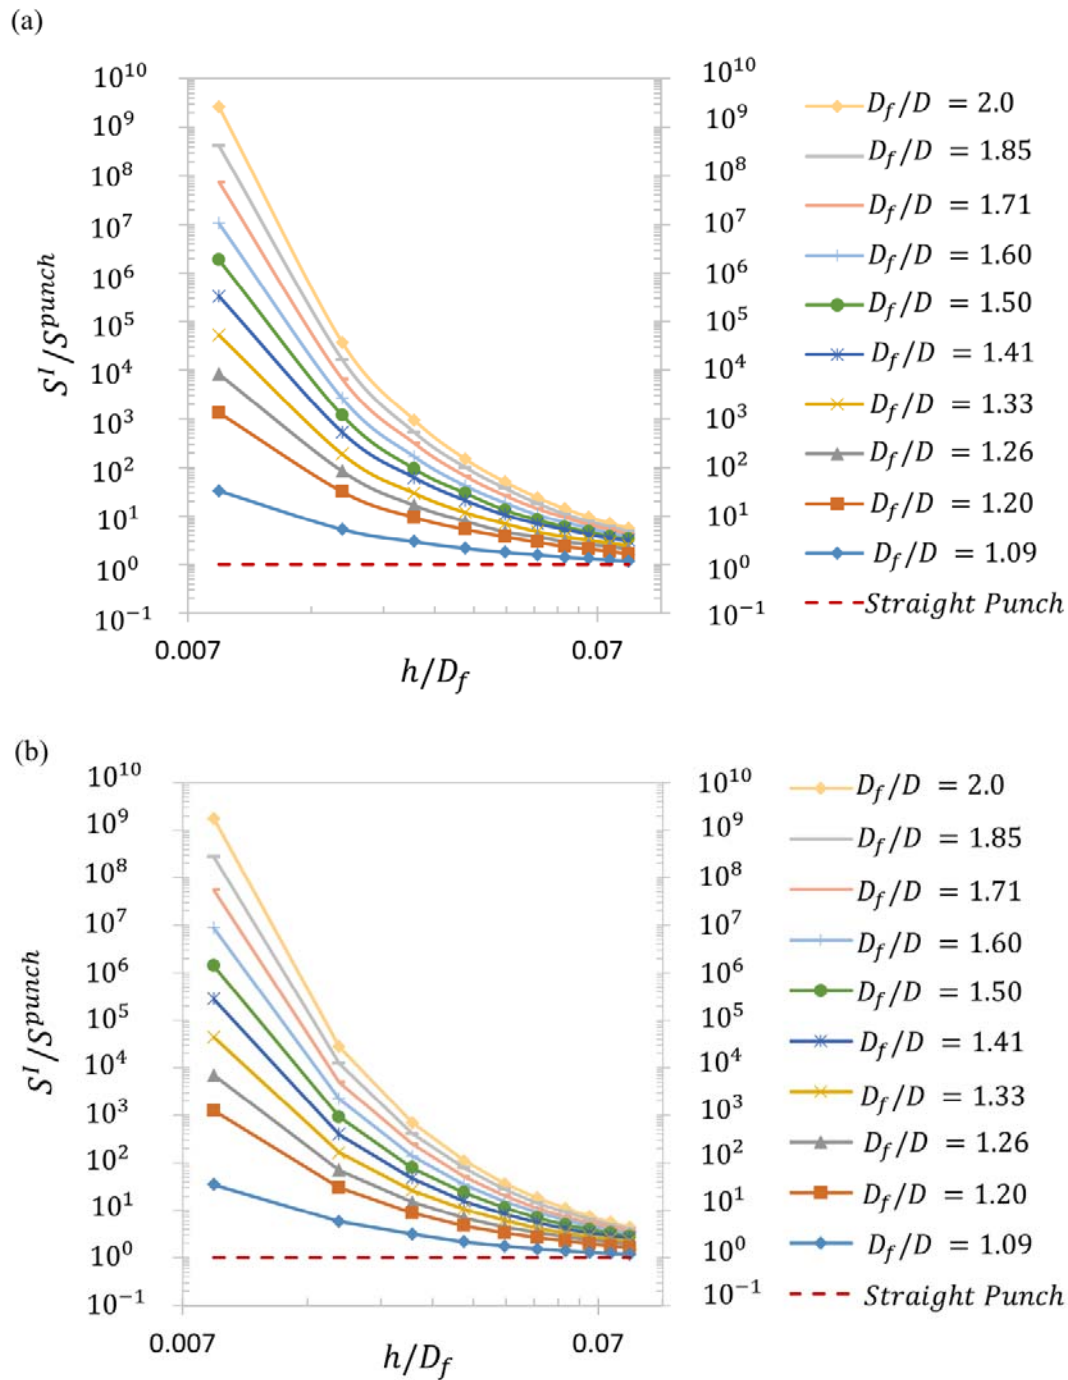 (a)
10^10 10^10
10^9 10^9
10^8 10^8
10^7 10^7
10^6 10^6
10^5 10^5
10^4 10^4
10^3 10^3
10^2 10^2
10^1 10^1
10^0 10^0
10^−1 10^−1
S^I/S^punch
0.007 0.07
h/D_f
D_f/D = 2.0
D_f/D = 1.85
D_f/D = 1.71
D_f/D = 1.60
D_f/D = 1.50
D_f/D = 1.41
D_f/D = 1.33
D_f/D = 1.26
D_f/D = 1.20
D_f/D = 1.09
Straight Punch
(b)
10^10 10^10
10^9 10^9
10^8 10^8
10^7 10^7
10^6 10^6
10^5 10^5
10^4 10^4
10^3 10^3
10^2 10^2
10^1 10^1
10^0 10^0
10^−1 10^−1
S^I/S^punch
0.007 0.07
h/D_f
D_f/D = 2.0
D_f/D = 1.85
D_f/D = 1.71
D_f/D = 1.60
D_f/D = 1.50
D_f/D = 1.41
D_f/D = 1.33
D_f/D = 1.26
D_f/D = 1.20
D_f/D = 1.09
Straight Punch